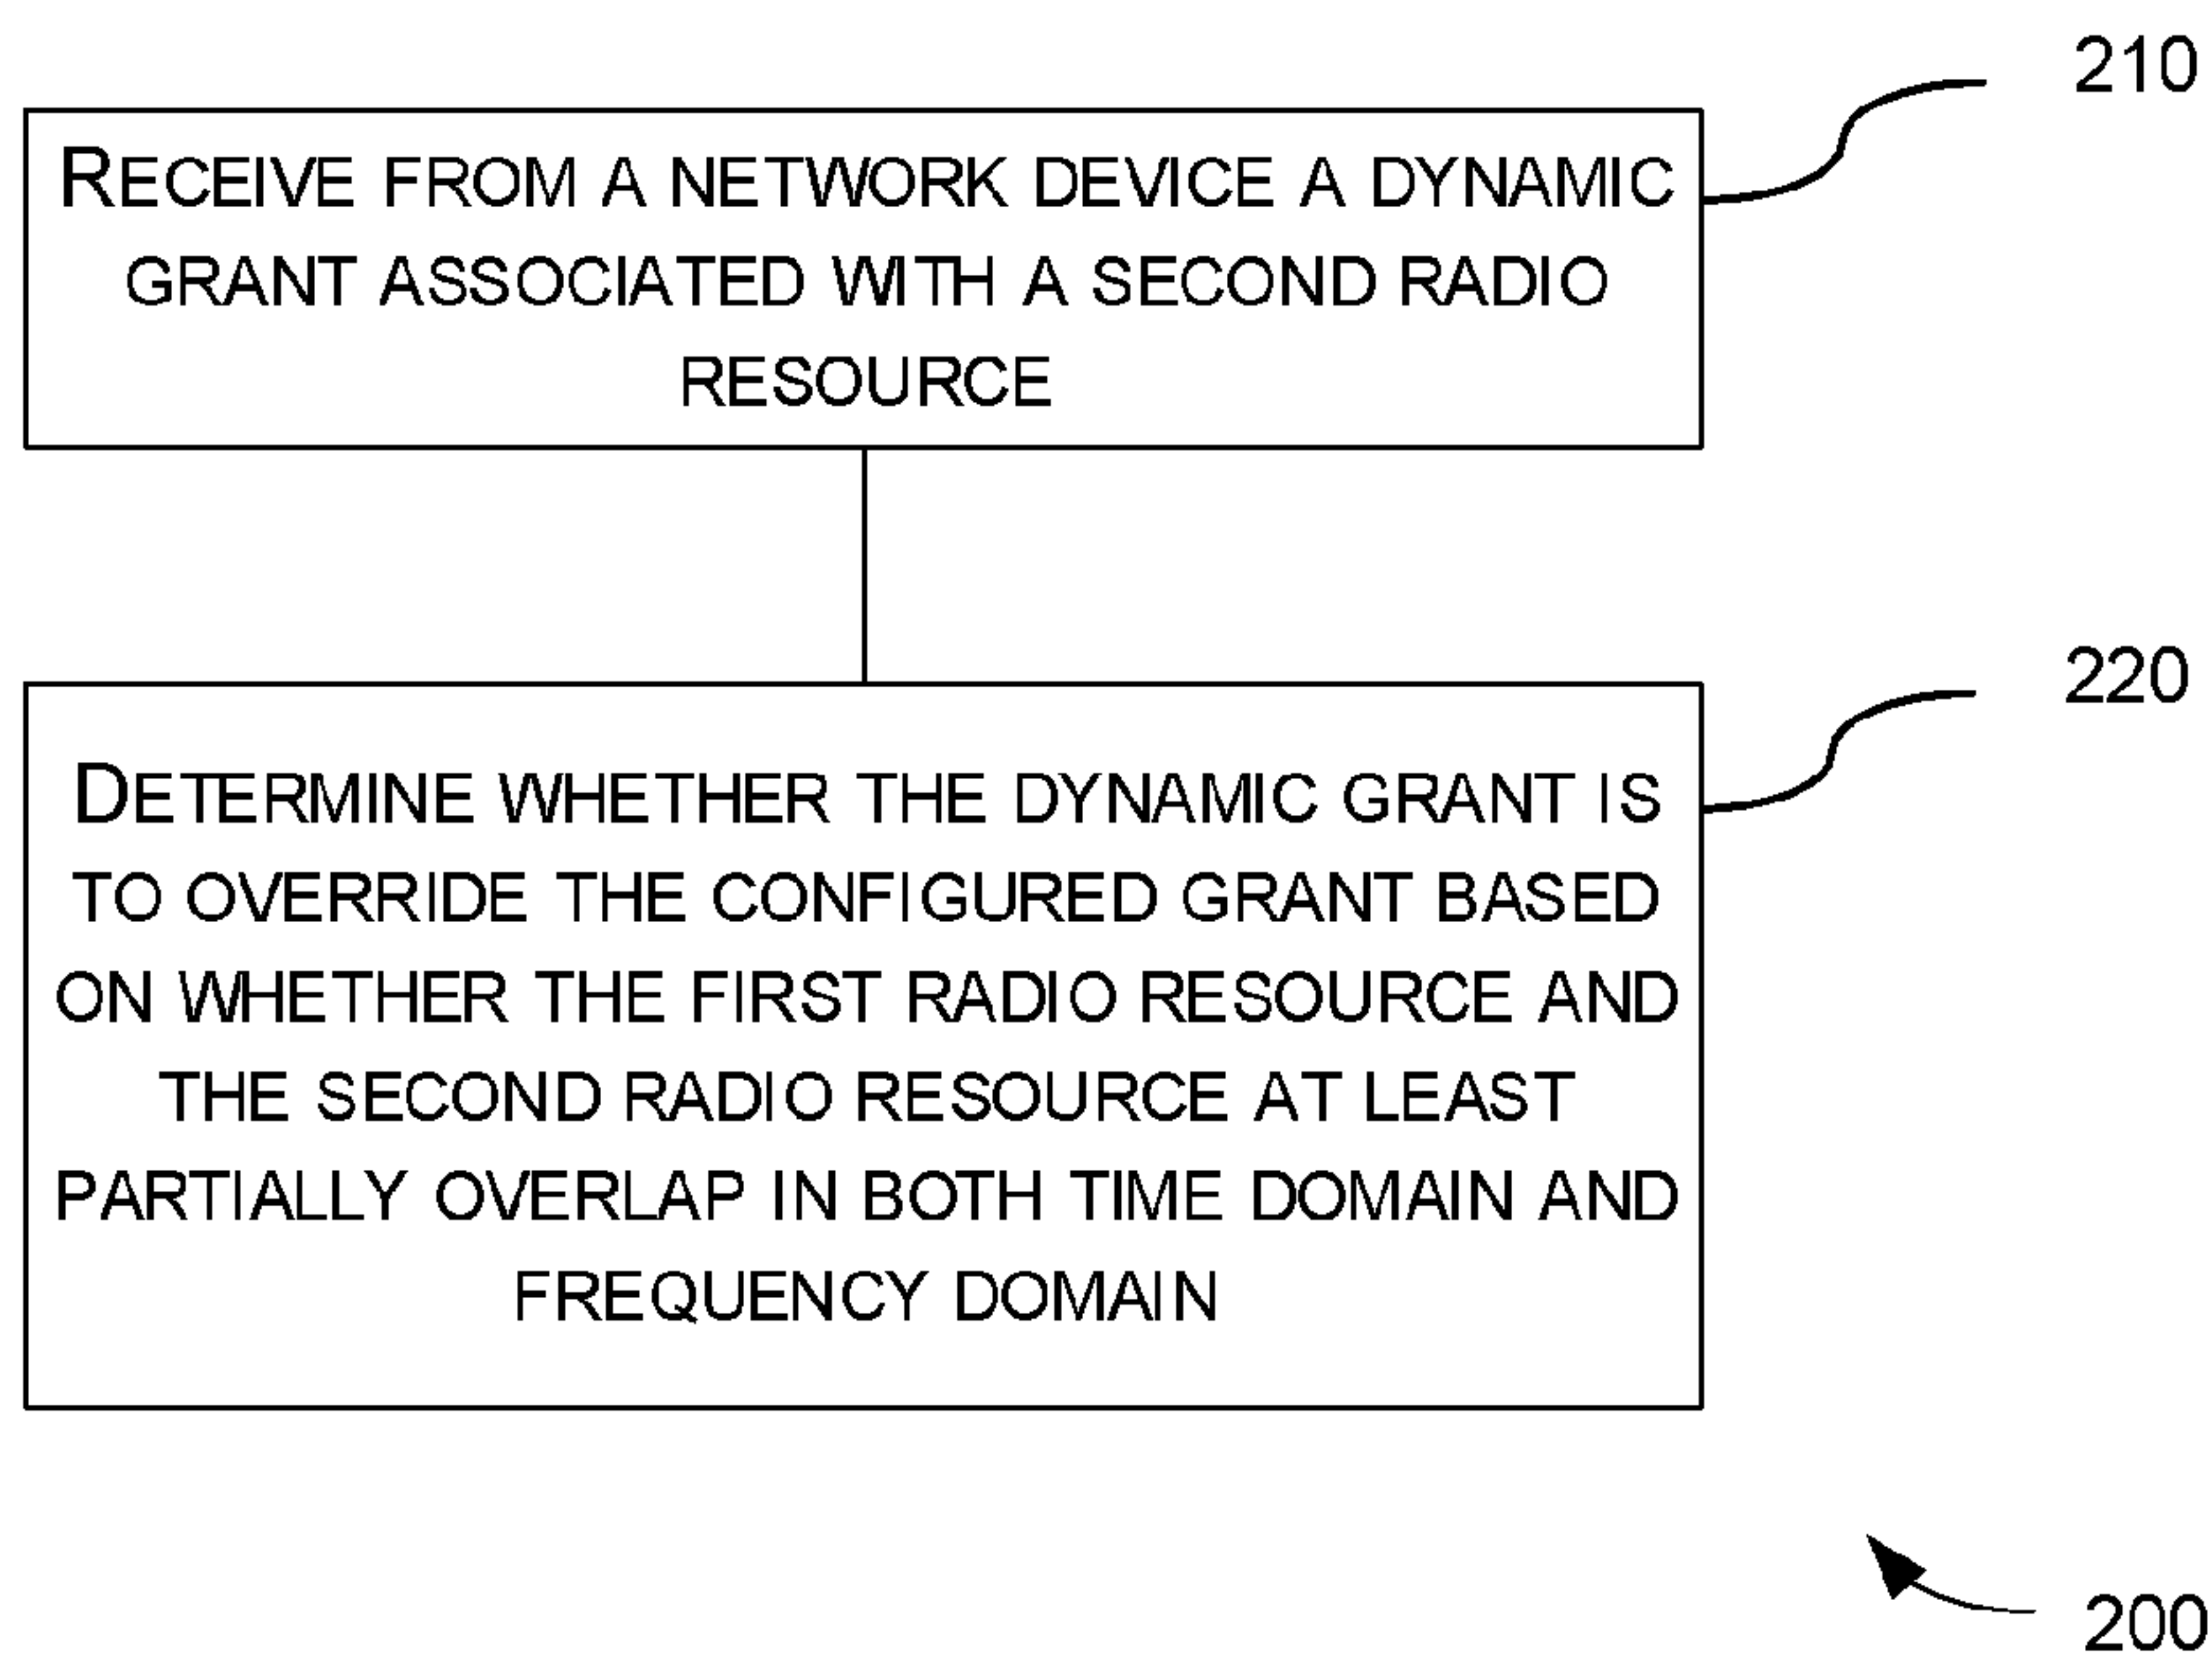 210
RECEIVE FROM A NETWORK DEVICE A DYNAMIC
GRANT ASSOCIATED WITH A SECOND RADIO
RESOURCE
220
DETERMINE WHETHER THE DYNAMIC GRANT IS
TO OVERRIDE THE CONFIGURED GRANT BASED
ON WHETHER THE FIRST RADIO RESOURCE AND
THE SECOND RADIO RESOURCE AT LEAST
PARTIALLY OVERLAP IN BOTH TIME DOMAIN AND
FREQUENCY DOMAIN
200